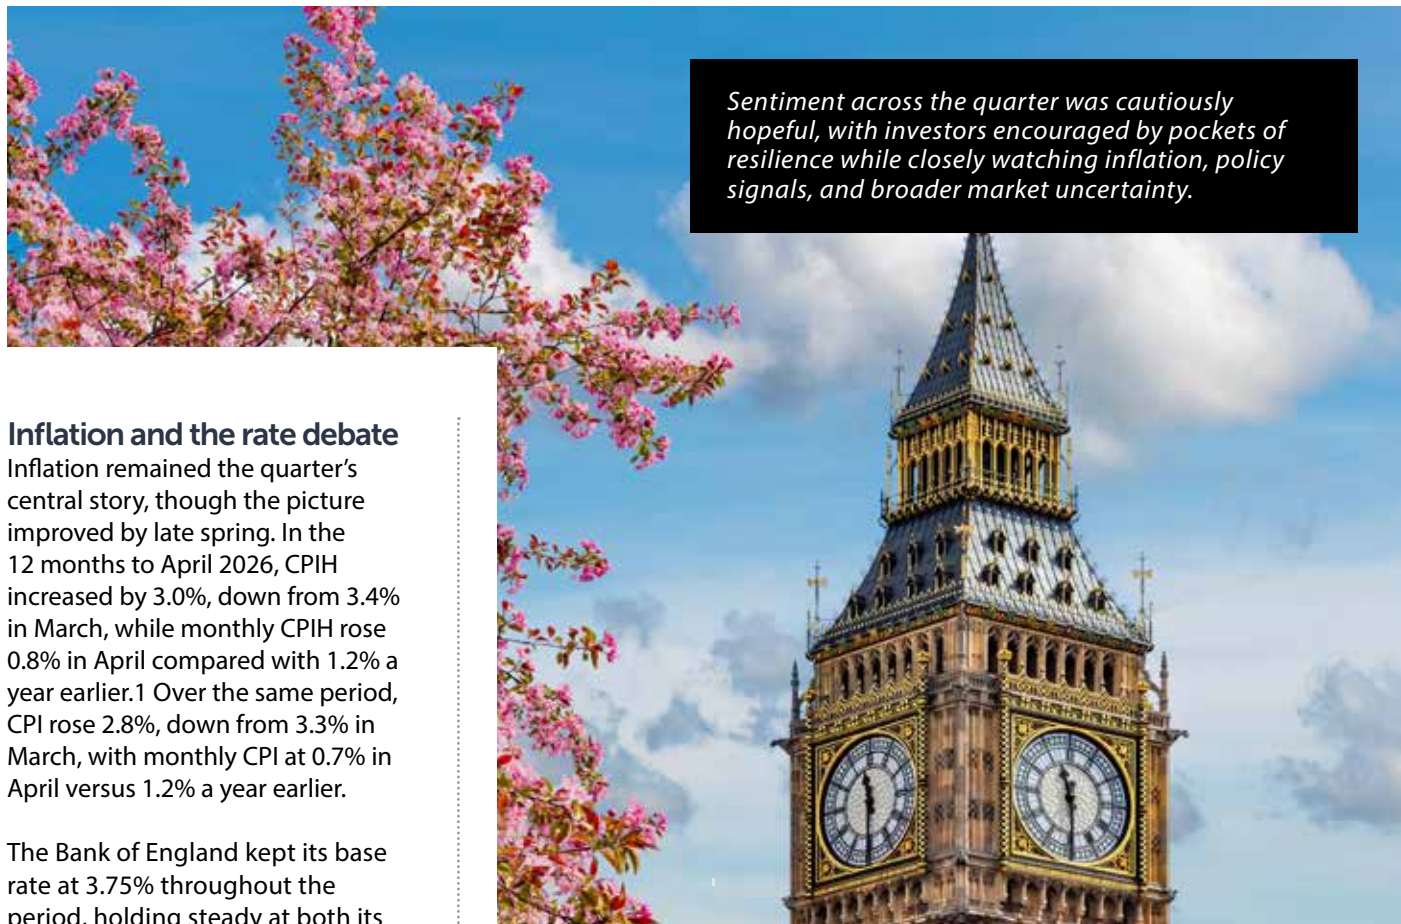 Sentiment across the quarter was cautiously
hopeful, with investors encouraged by pockets of
resilience while closely watching inflation, policy
signals, and broader market uncertainty.
Inflation and the rate debate
Inflation remained the quarter’s
central story, though the picture
improved by late spring. In the
12 months to April 2026, CPIH
increased by 3.0%, down from 3.4%
in March, while monthly CPIH rose
0.8% in April compared with 1.2% a
year earlier.1 Over the same period,
CPI rose 2.8%, down from 3.3% in
March, with monthly CPI at 0.7% in
April versus 1.2% a year earlier.
The Bank of England kept its base
rate at 3.75% throughout the
period, holding steady at both its